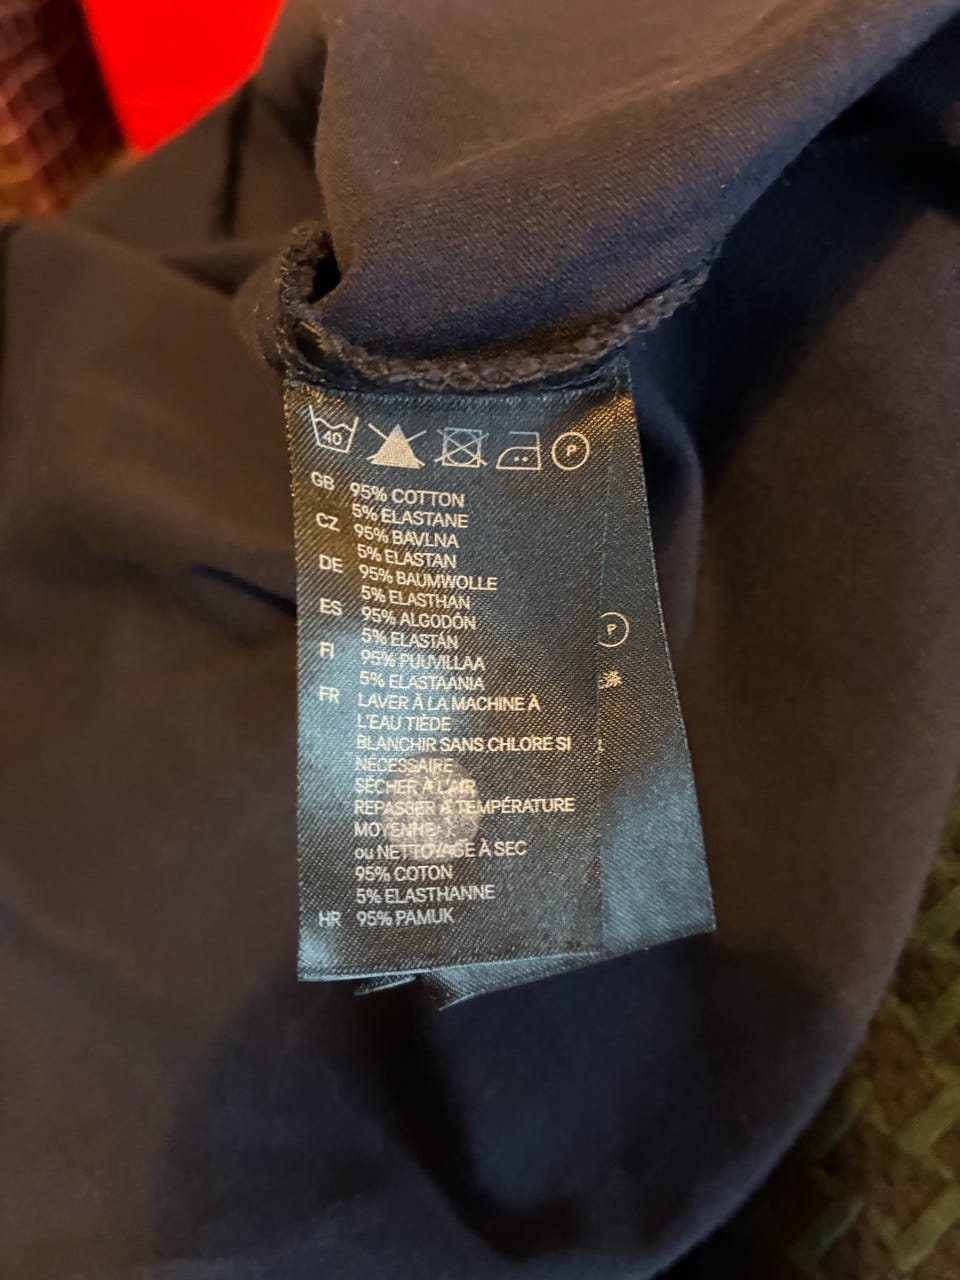 40 P
GB 95% COTTON
5% ELASTANE
CZ 95% BAVLNA
5% ELASTAN
DE 95% BAUMWOLLE
5% ELASTHAN
ES 95% ALGODÓN
5% ELASTÁN
FI 95% PUUVILLAA
5% ELASTAANIA
FR LAVER À LA MACHINE À
L'EAU TIÈDE
BLANCHIR SANS CHLORE SI
NÉCESSAIRE
SÉCHER À L'AIR
REPASSER À TEMPÉRATURE
MOYENNE
ou NETTOYAGE À SEC
95% COTON
5% ELASTHANNE
HR 95% PAMUK
P